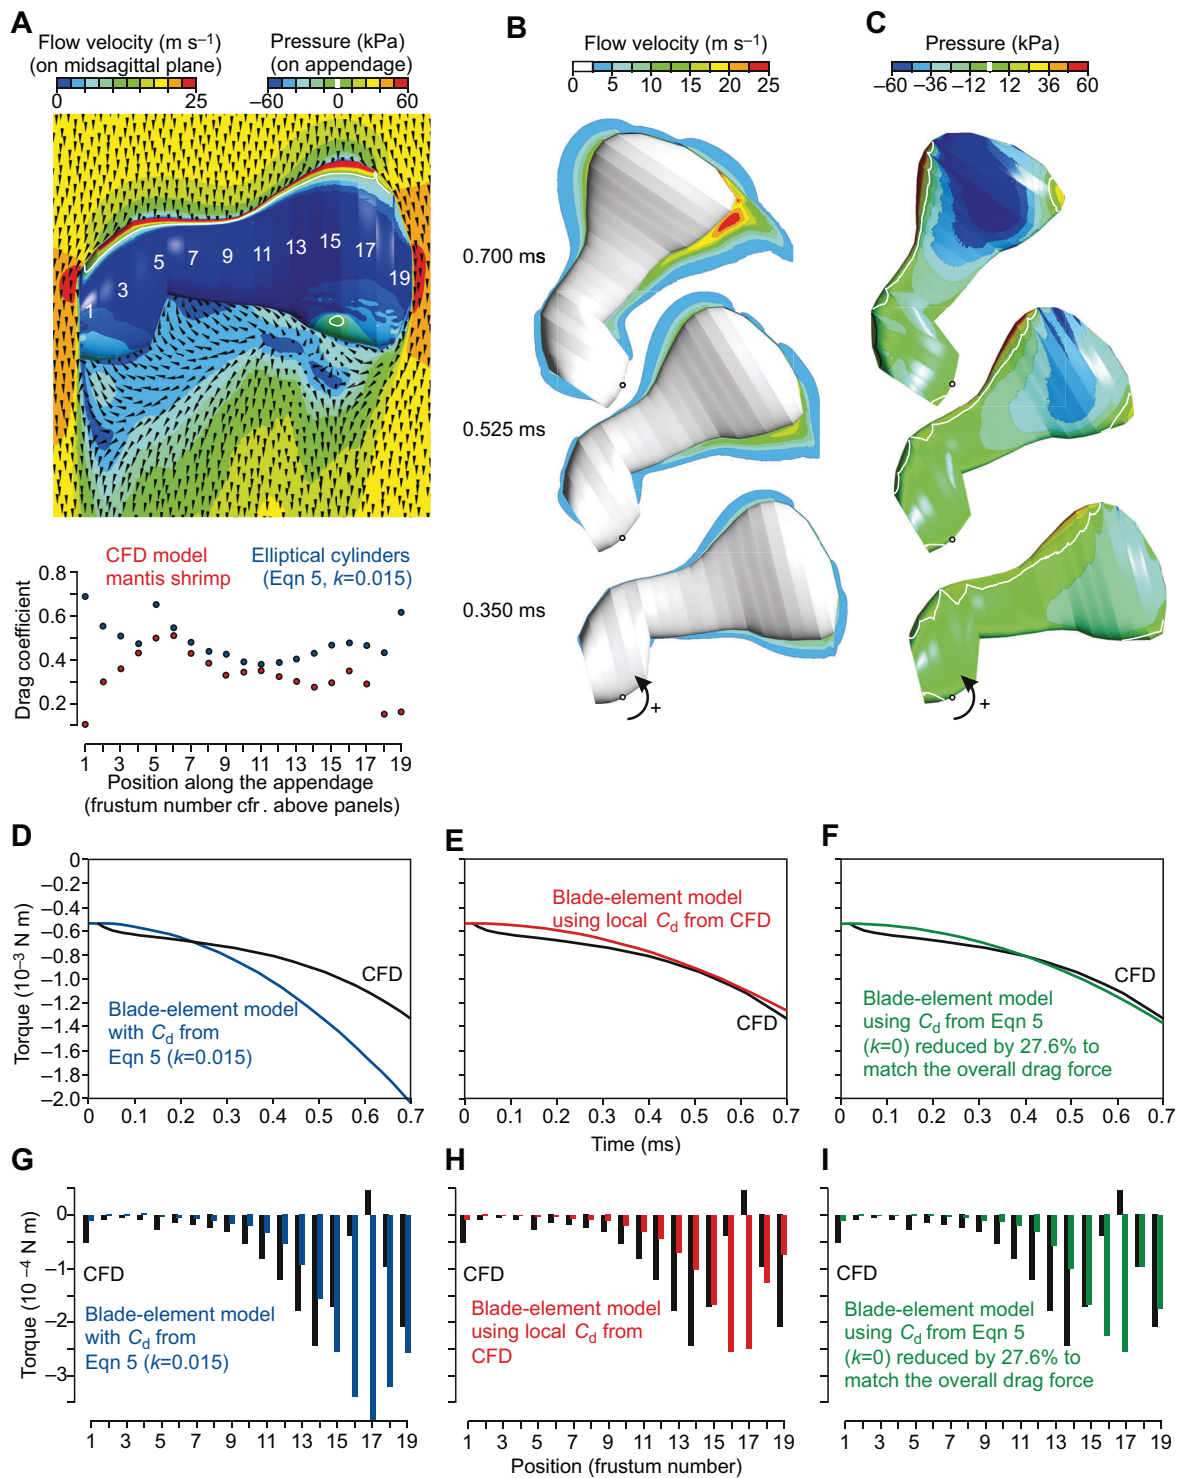 A
Flow velocity (m s–1)
(on midsagittal plane)
0
25
Pressure (kPa)
(on appendage)
–60
0
60
1
3
5
7
9
11
13
15
17
19
CFD model
mantis shrimp
Elliptical cylinders
(Eqn 5, k=0.015)
Drag coefficient
0.8
0.6
0.4
0.2
1 3 5 7 9 11 13 15 17 19
Position along the appendage
(frustum number cfr. above panels)
B
Flow velocity (m s–1)
0 5 10 15 20 25
0.700 ms
0.525 ms
0.350 ms
+
C
Pressure (kPa)
–60 –36 –12 12 36 60
+
D
Torque (10–3 N m)
0
–0.2
–0.4
–0.6
–0.8
–1.0
–1.2
–1.4
–1.6
–1.8
–2.0
CFD
Blade-element model
with Cd from
Eqn 5 (k=0.015)
0 0.1 0.2 0.3 0.4 0.5 0.6 0.7
E
Blade-element model
using local Cd from CFD
CFD
0 0.1 0.2 0.3 0.4 0.5 0.6 0.7
Time (ms)
F
CFD
Blade-element model
using Cd from Eqn 5
(k=0) reduced by 27.6% to
match the overall drag force
0 0.1 0.2 0.3 0.4 0.5 0.6 0.7
G
Torque (10–4 N m)
0
–1
–2
–3
CFD
Blade-element model
with Cd from
Eqn 5 (k=0.015)
1 3 5 7 9 11 13 15 17 19
H
0
–1
–2
–3
CFD
Blade-element model
using local Cd from
CFD
1 3 5 7 9 11 13 15 17 19
Position (frustum number)
I
0
–1
–2
–3
CFD
Blade-element model
using Cd from Eqn 5
(k=0) reduced by 27.6% to
match the overall drag force
1 3 5 7 9 11 13 15 17 19